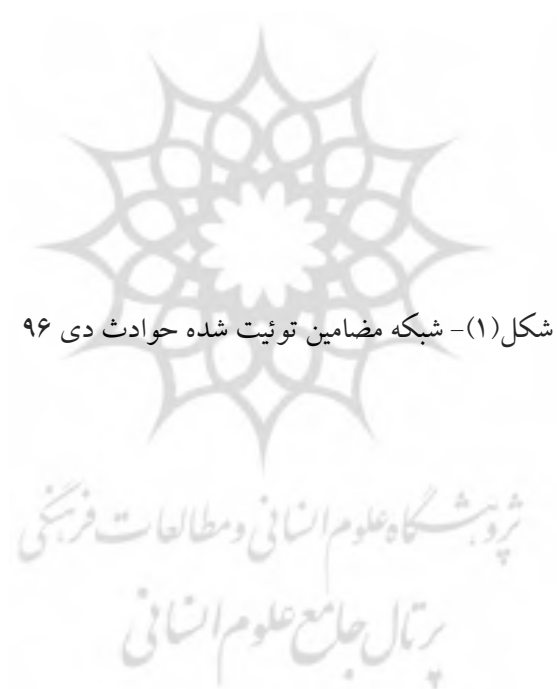 شکل(۱)- شبکه مضامین توئیت شده حوادث دی ۹۶
پژوهشگاه علوم انسانی و مطالعات فرهنگی
پرتال جامع علوم انسانی